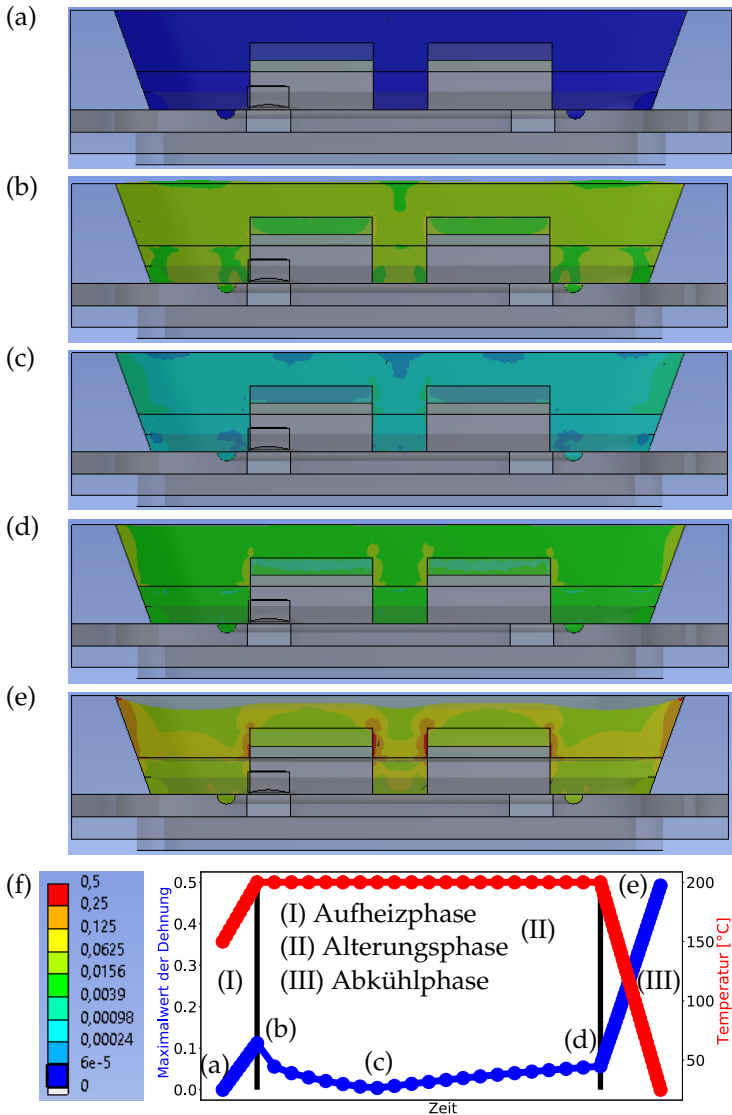 (a)
(b)
(c)
(d)
(e)
(f)
0,5
0,25
0,125
0,0625
0,0156
0,0039
0,00098
0,00024
6e-5
0
Maximalwert der Dehnung
0.5
0.4
0.3
0.2
0.1
0.0
(I) Aufheizphase
(II) Alterungsphase
(III) Abkühlphase
(I)
(II)
(III)
(a)
(b)
(c)
(d)
(e)
200
150
100
50
Temperatur [°C]
Zeit